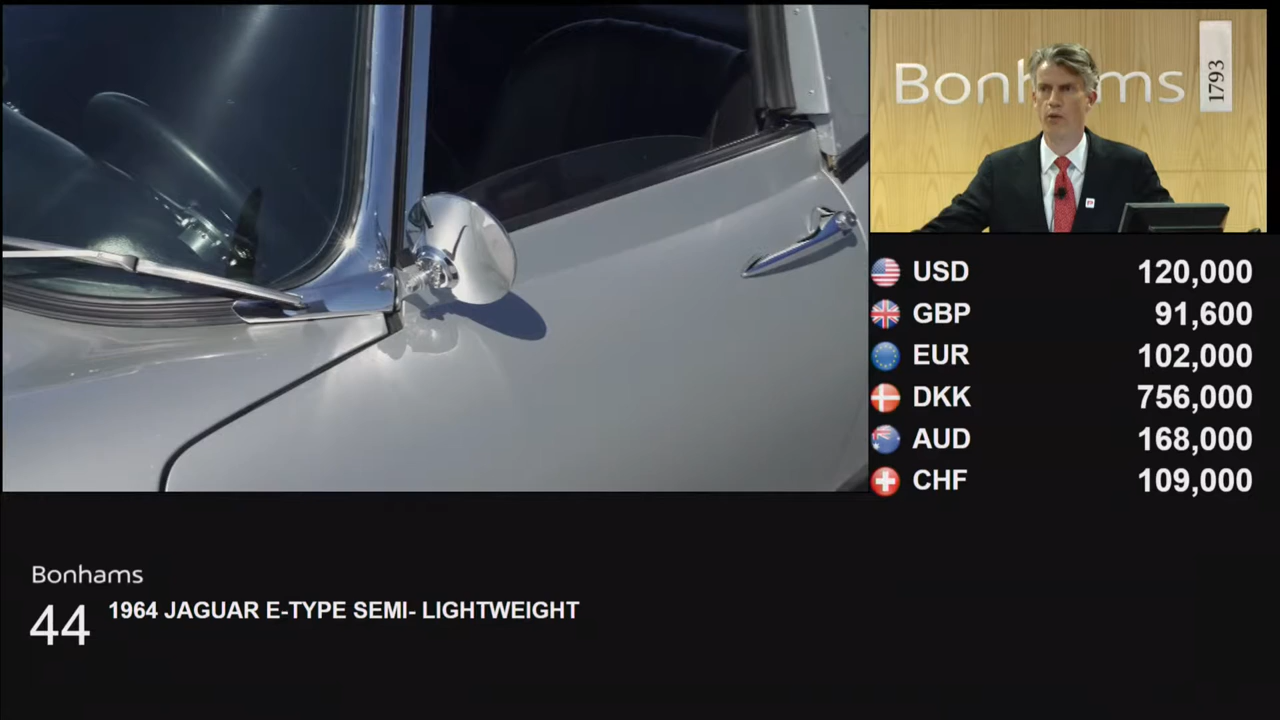 Bonhams
1793
USD 120,000
GBP 91,600
EUR 102,000
DKK 756,000
AUD 168,000
CHF 109,000
Bonhams
44 1964 JAGUAR E-TYPE SEMI- LIGHTWEIGHT